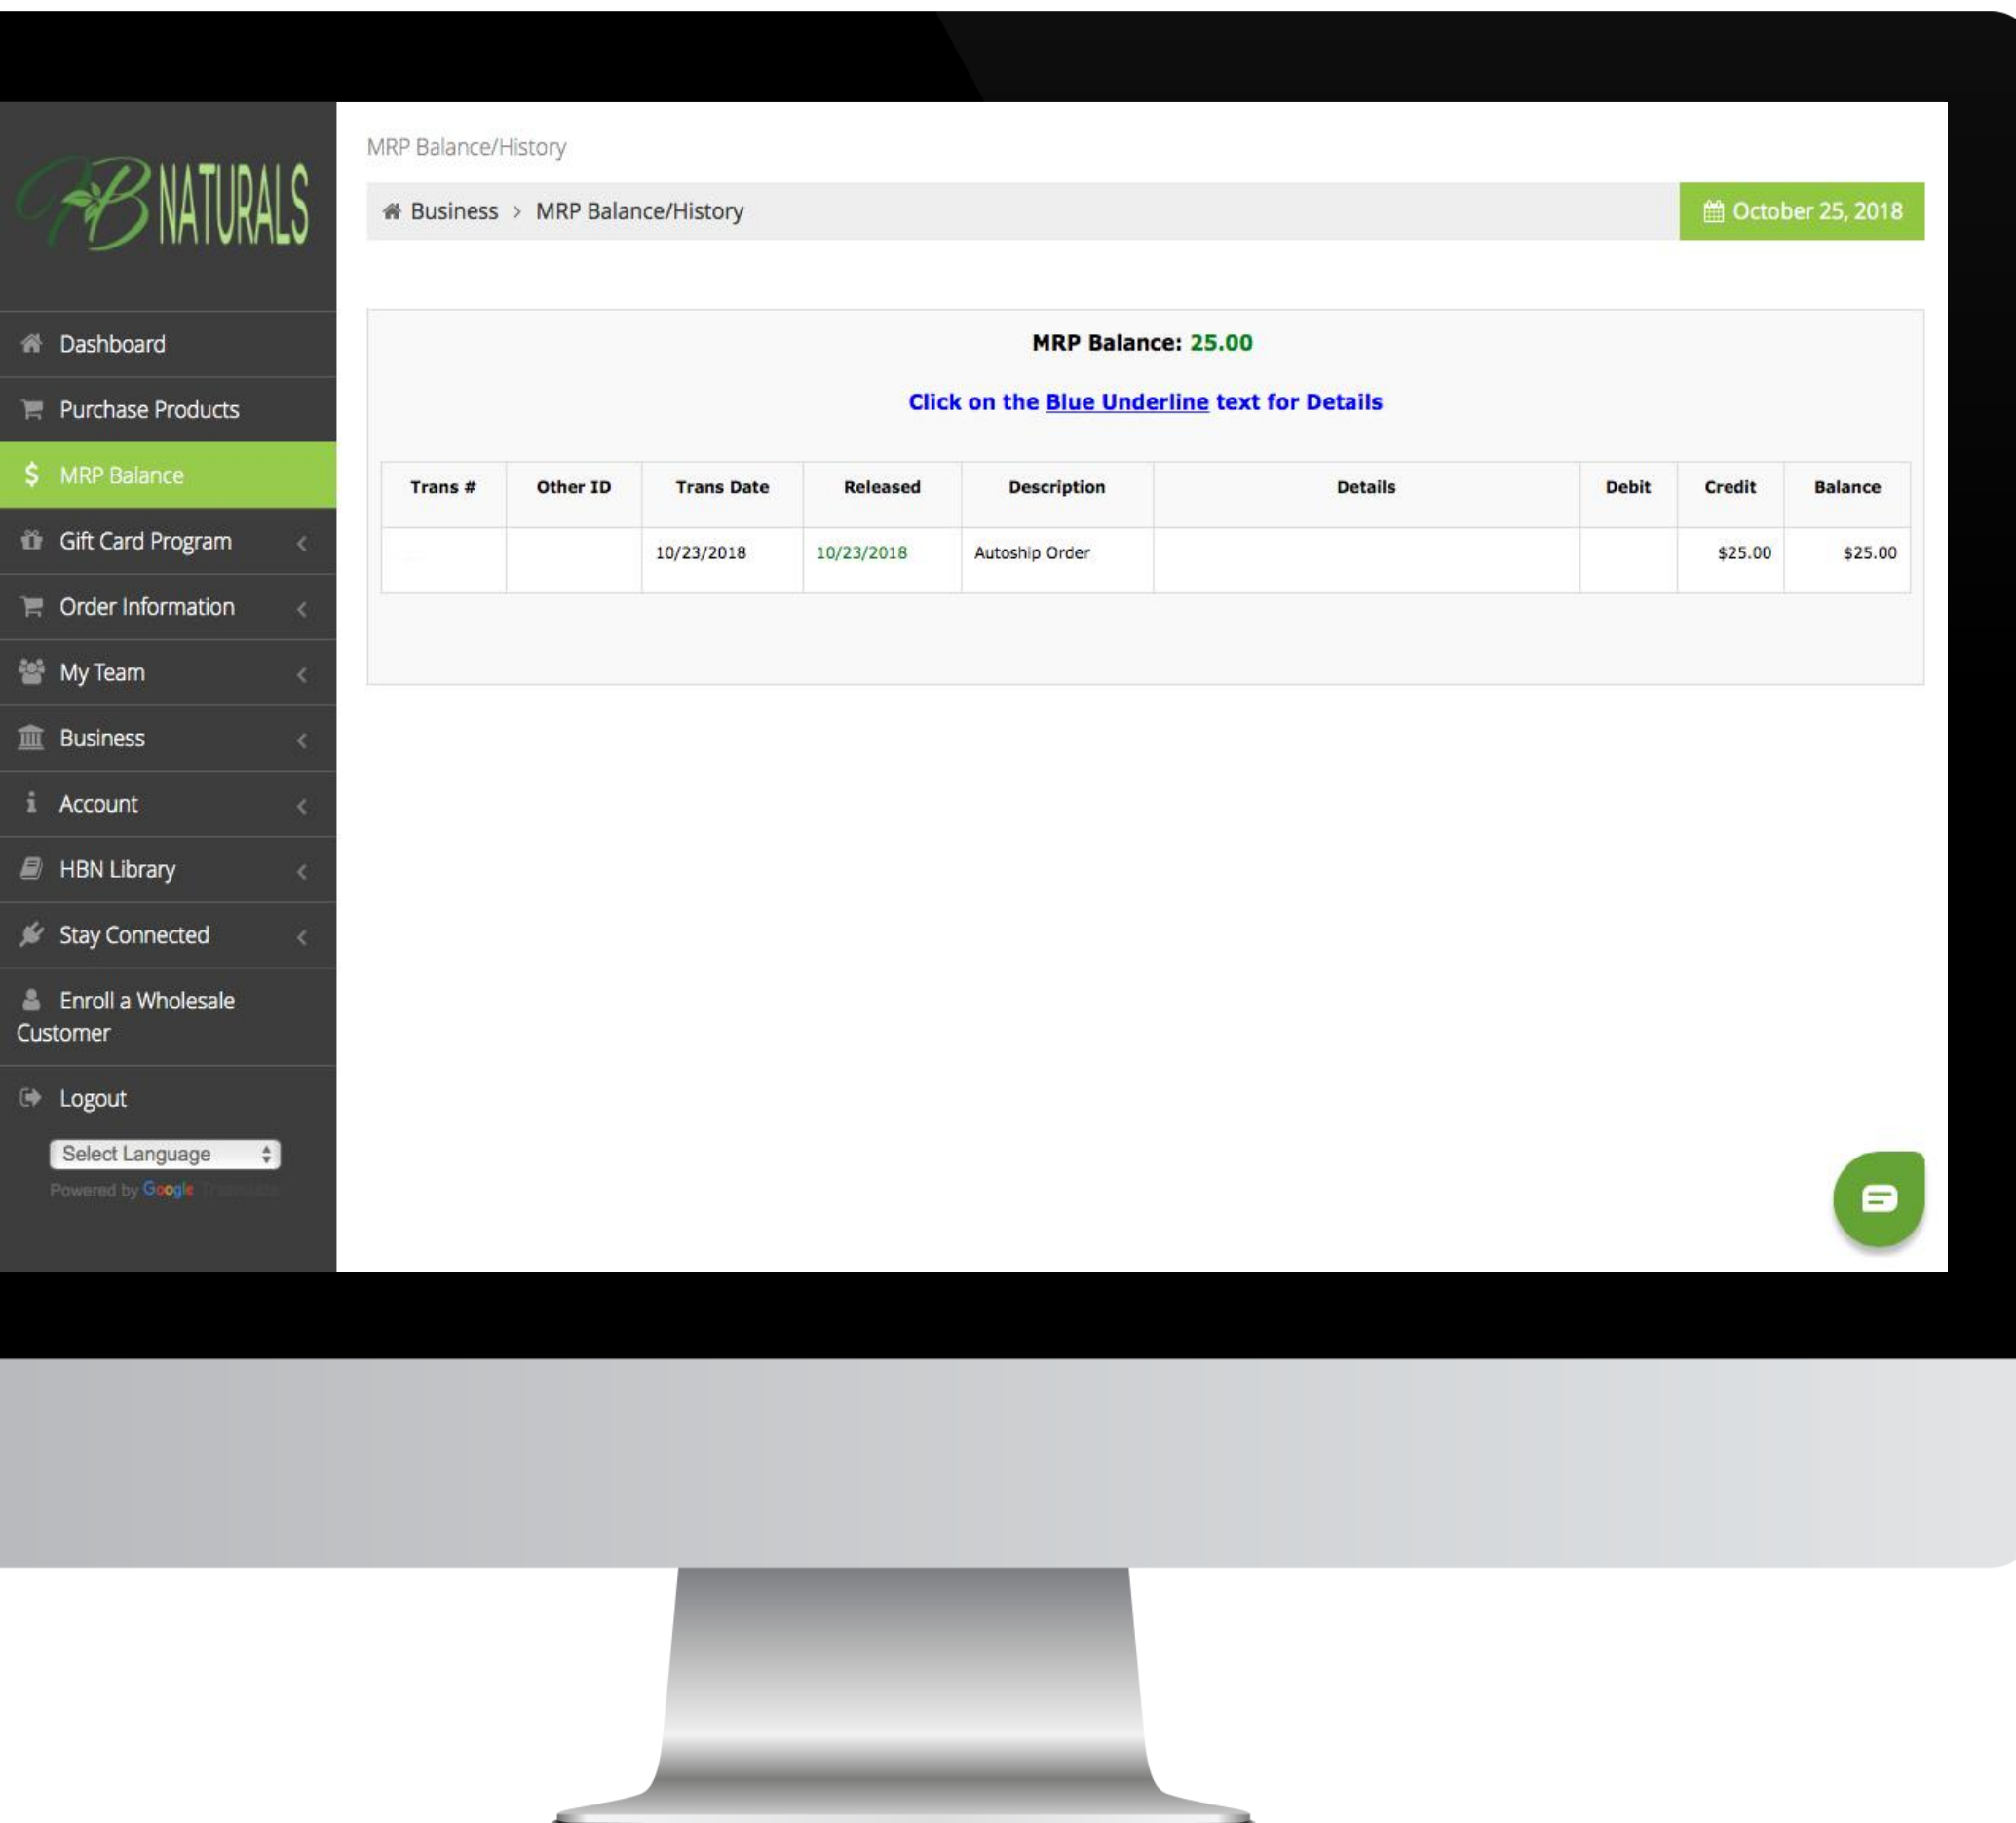 HB NATURALS
Dashboard
Purchase Products
$ MRP Balance
Gift Card Program
Order Information
My Team
Business
Account
HBN Library
Stay Connected
Enroll a Wholesale
Customer
Logout
Select Language
Powered by Google
MRP Balance/History
Business > MRP Balance/History
October 25, 2018
MRP Balance: 25.00
Click on the Blue Underline text for Details
Trans # Other ID Trans Date Released Description Details Debit Credit Balance
10/23/2018 10/23/2018 Autoship Order $25.00 $25.00